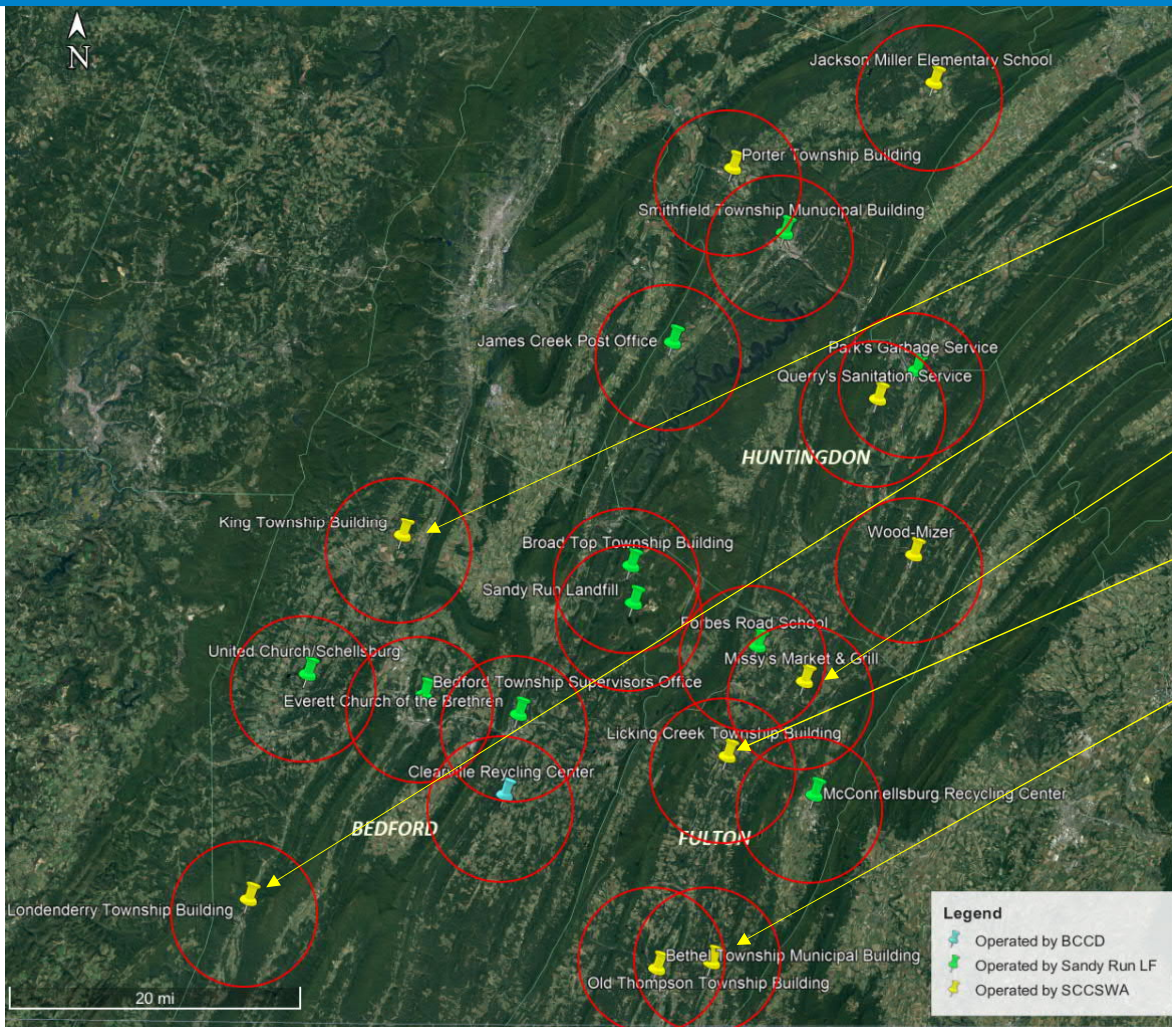 N
Jackson Miller Elementary School
Porter Township Building
Smithfield Township Munucipal Building
James Creek Post Office
Park's Garbage Service
Querry's Sanitation Service
HUNTINGDON
King Township Building
Wood-Mizer
Broad Top Township Building
Sandy Run Landfill
Forbes Road School
United Church/Schellsburg
Missy's Market & Grill
Bedford Township Supervisors Office
Everett Church of the Brethren
Licking Creek Township Building
Clearville Reycling Center
McConnellsburg Recycling Center
BEDFORD
FULTON
Londenderry Township Building
Bethel Township Municipal Building
Old Thompson Township Building
20 mi
Legend
Operated by BCCD
Operated by Sandy Run LF
Operated by SCCSWA